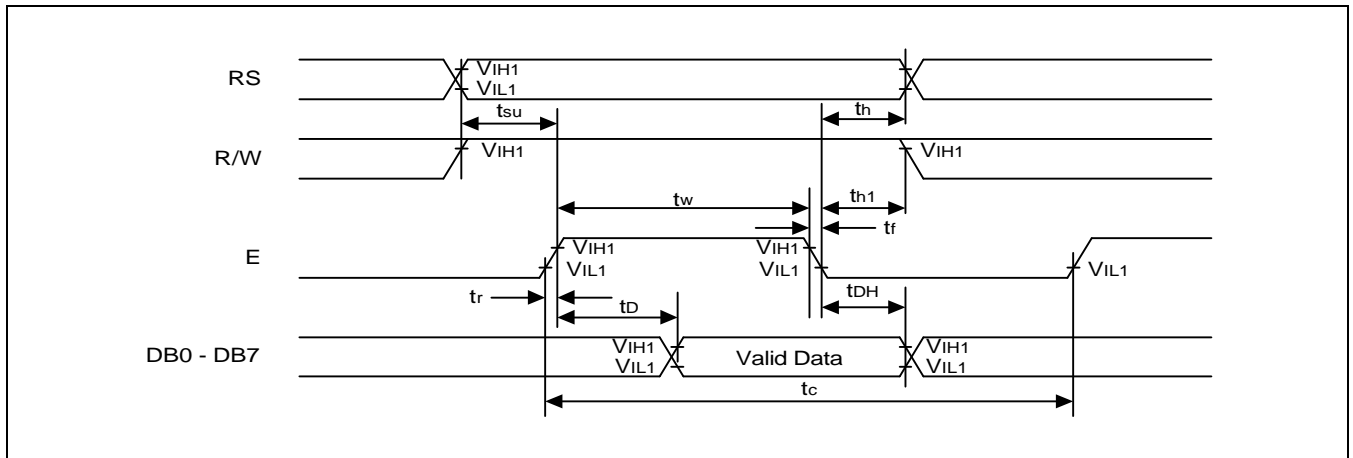 RS
VIH1
VIL1
tsu
th
R/W
VIH1
VIH1
tw
th1
tf
E
VIH1
VIL1
VIH1
VIL1
VIL1
tr
tD
tDH
DB0 - DB7
VIH1
VIL1
Valid Data
VIH1
VIL1
tc